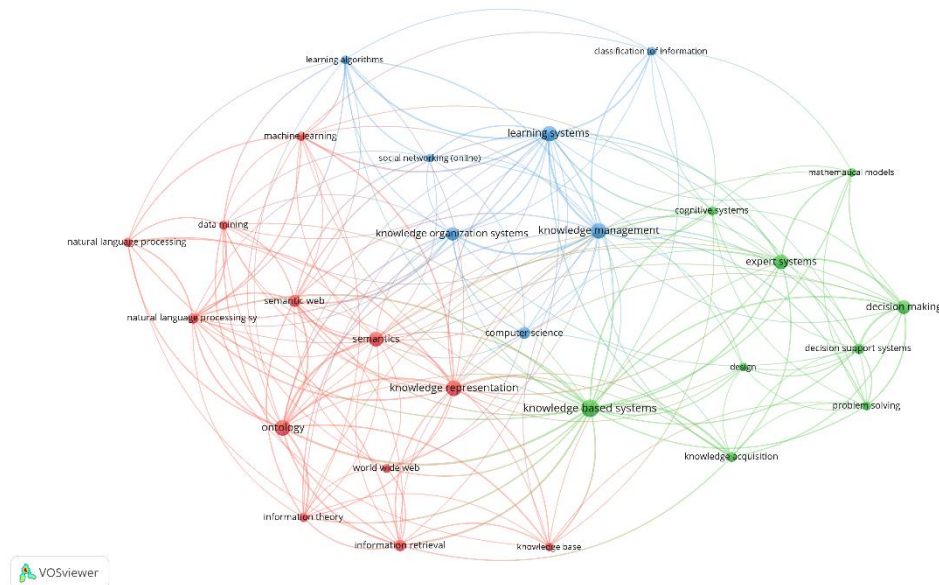 classification (of information)
learning algorithms
learning systems
machine learning
social networking (online)
mathematical models
cognitive systems
data mining
knowledge organization systems
knowledge management
natural language processing
expert systems
semantic web
decision making
natural language processing sy
computer science
semantics
decision support systems
design
knowledge representation
knowledge based systems
problem solving
ontology
knowledge acquisition
world wide web
information theory
information retrieval
knowledge base
VOSviewer